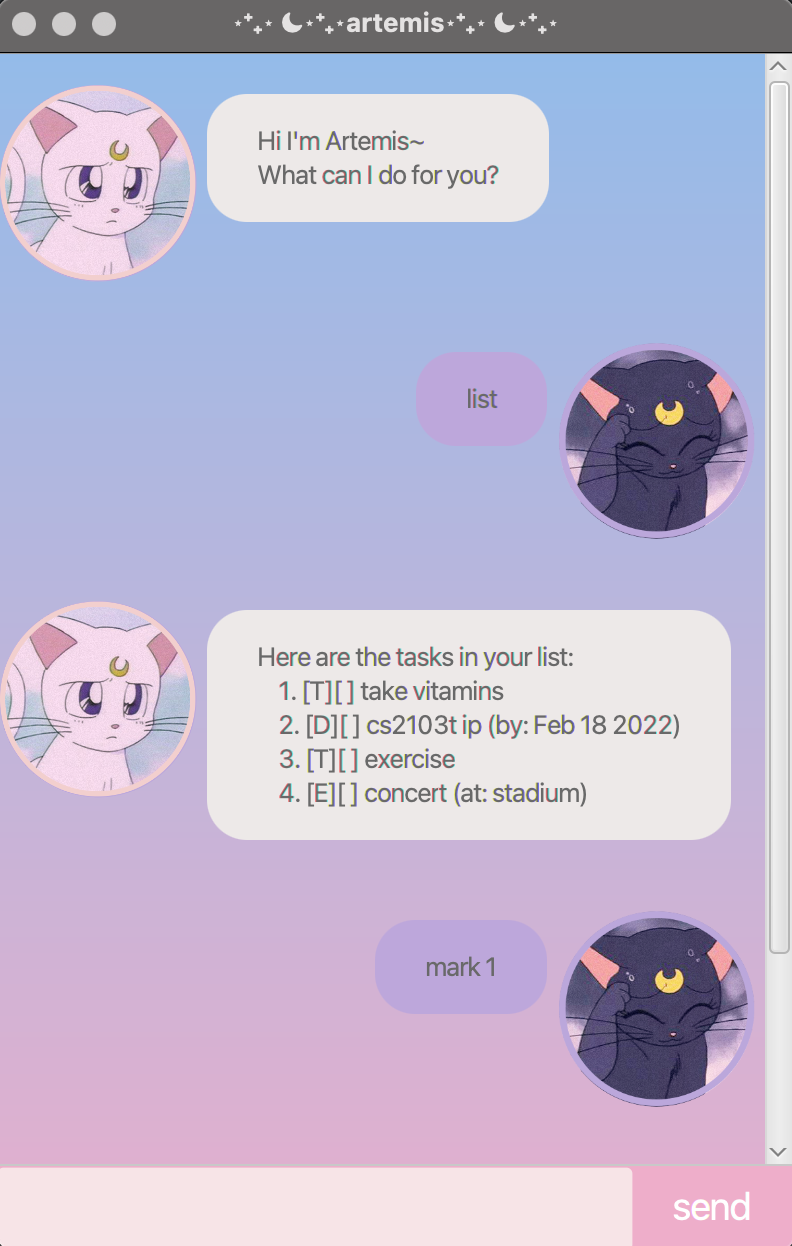 ⋆⁺₊⋆ ☾⋆⁺₊⋆artemis⋆⁺₊⋆ ☾⋆⁺₊⋆
Hi I'm Artemis~
What can I do for you?
list
Here are the tasks in your list:
1. [T][ ] take vitamins
2. [D][ ] cs2103t ip (by: Feb 18 2022)
3. [T][ ] exercise
4. [E][ ] concert (at: stadium)
mark 1
send